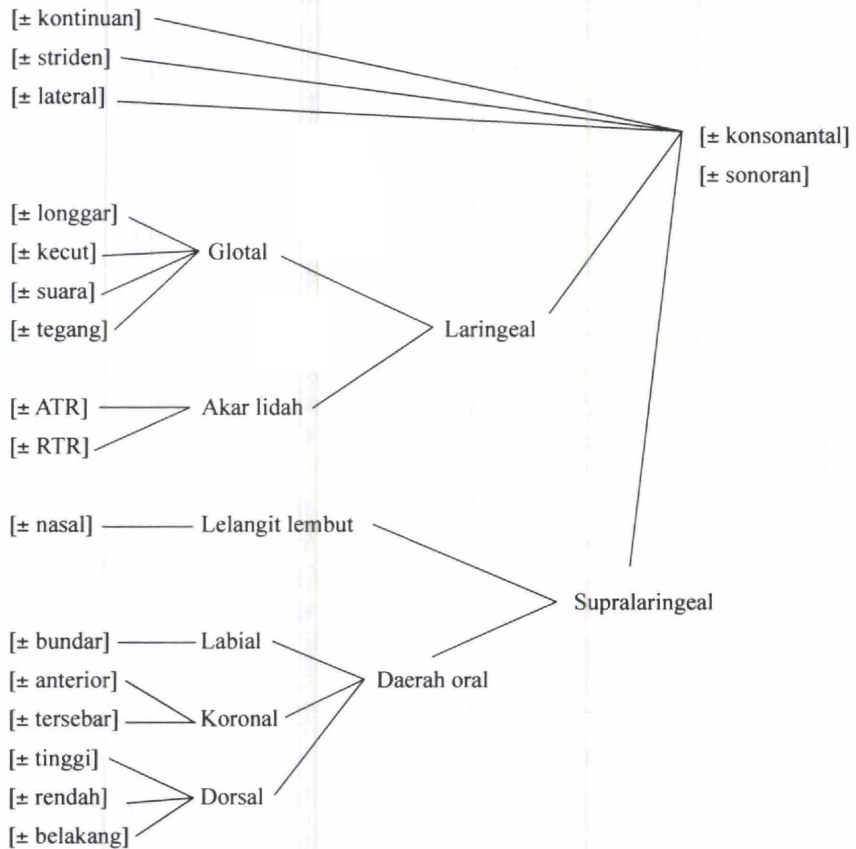 [± kontinuan]
[± striden]
[± lateral]
[± konsonantal]
[± sonoran]
[± longgar]
[± kecut]
Glotal
[± suara]
[± tegang]
Laringeal
[± ATR]
Akar lidah
[± RTR]
[± nasal]
Lelangit lembut
Supralaringeal
[± bundar]
Labial
[± anterior]
Daerah oral
[± tersebar]
Koronal
[± tinggi]
[± rendah]
Dorsal
[± belakang]